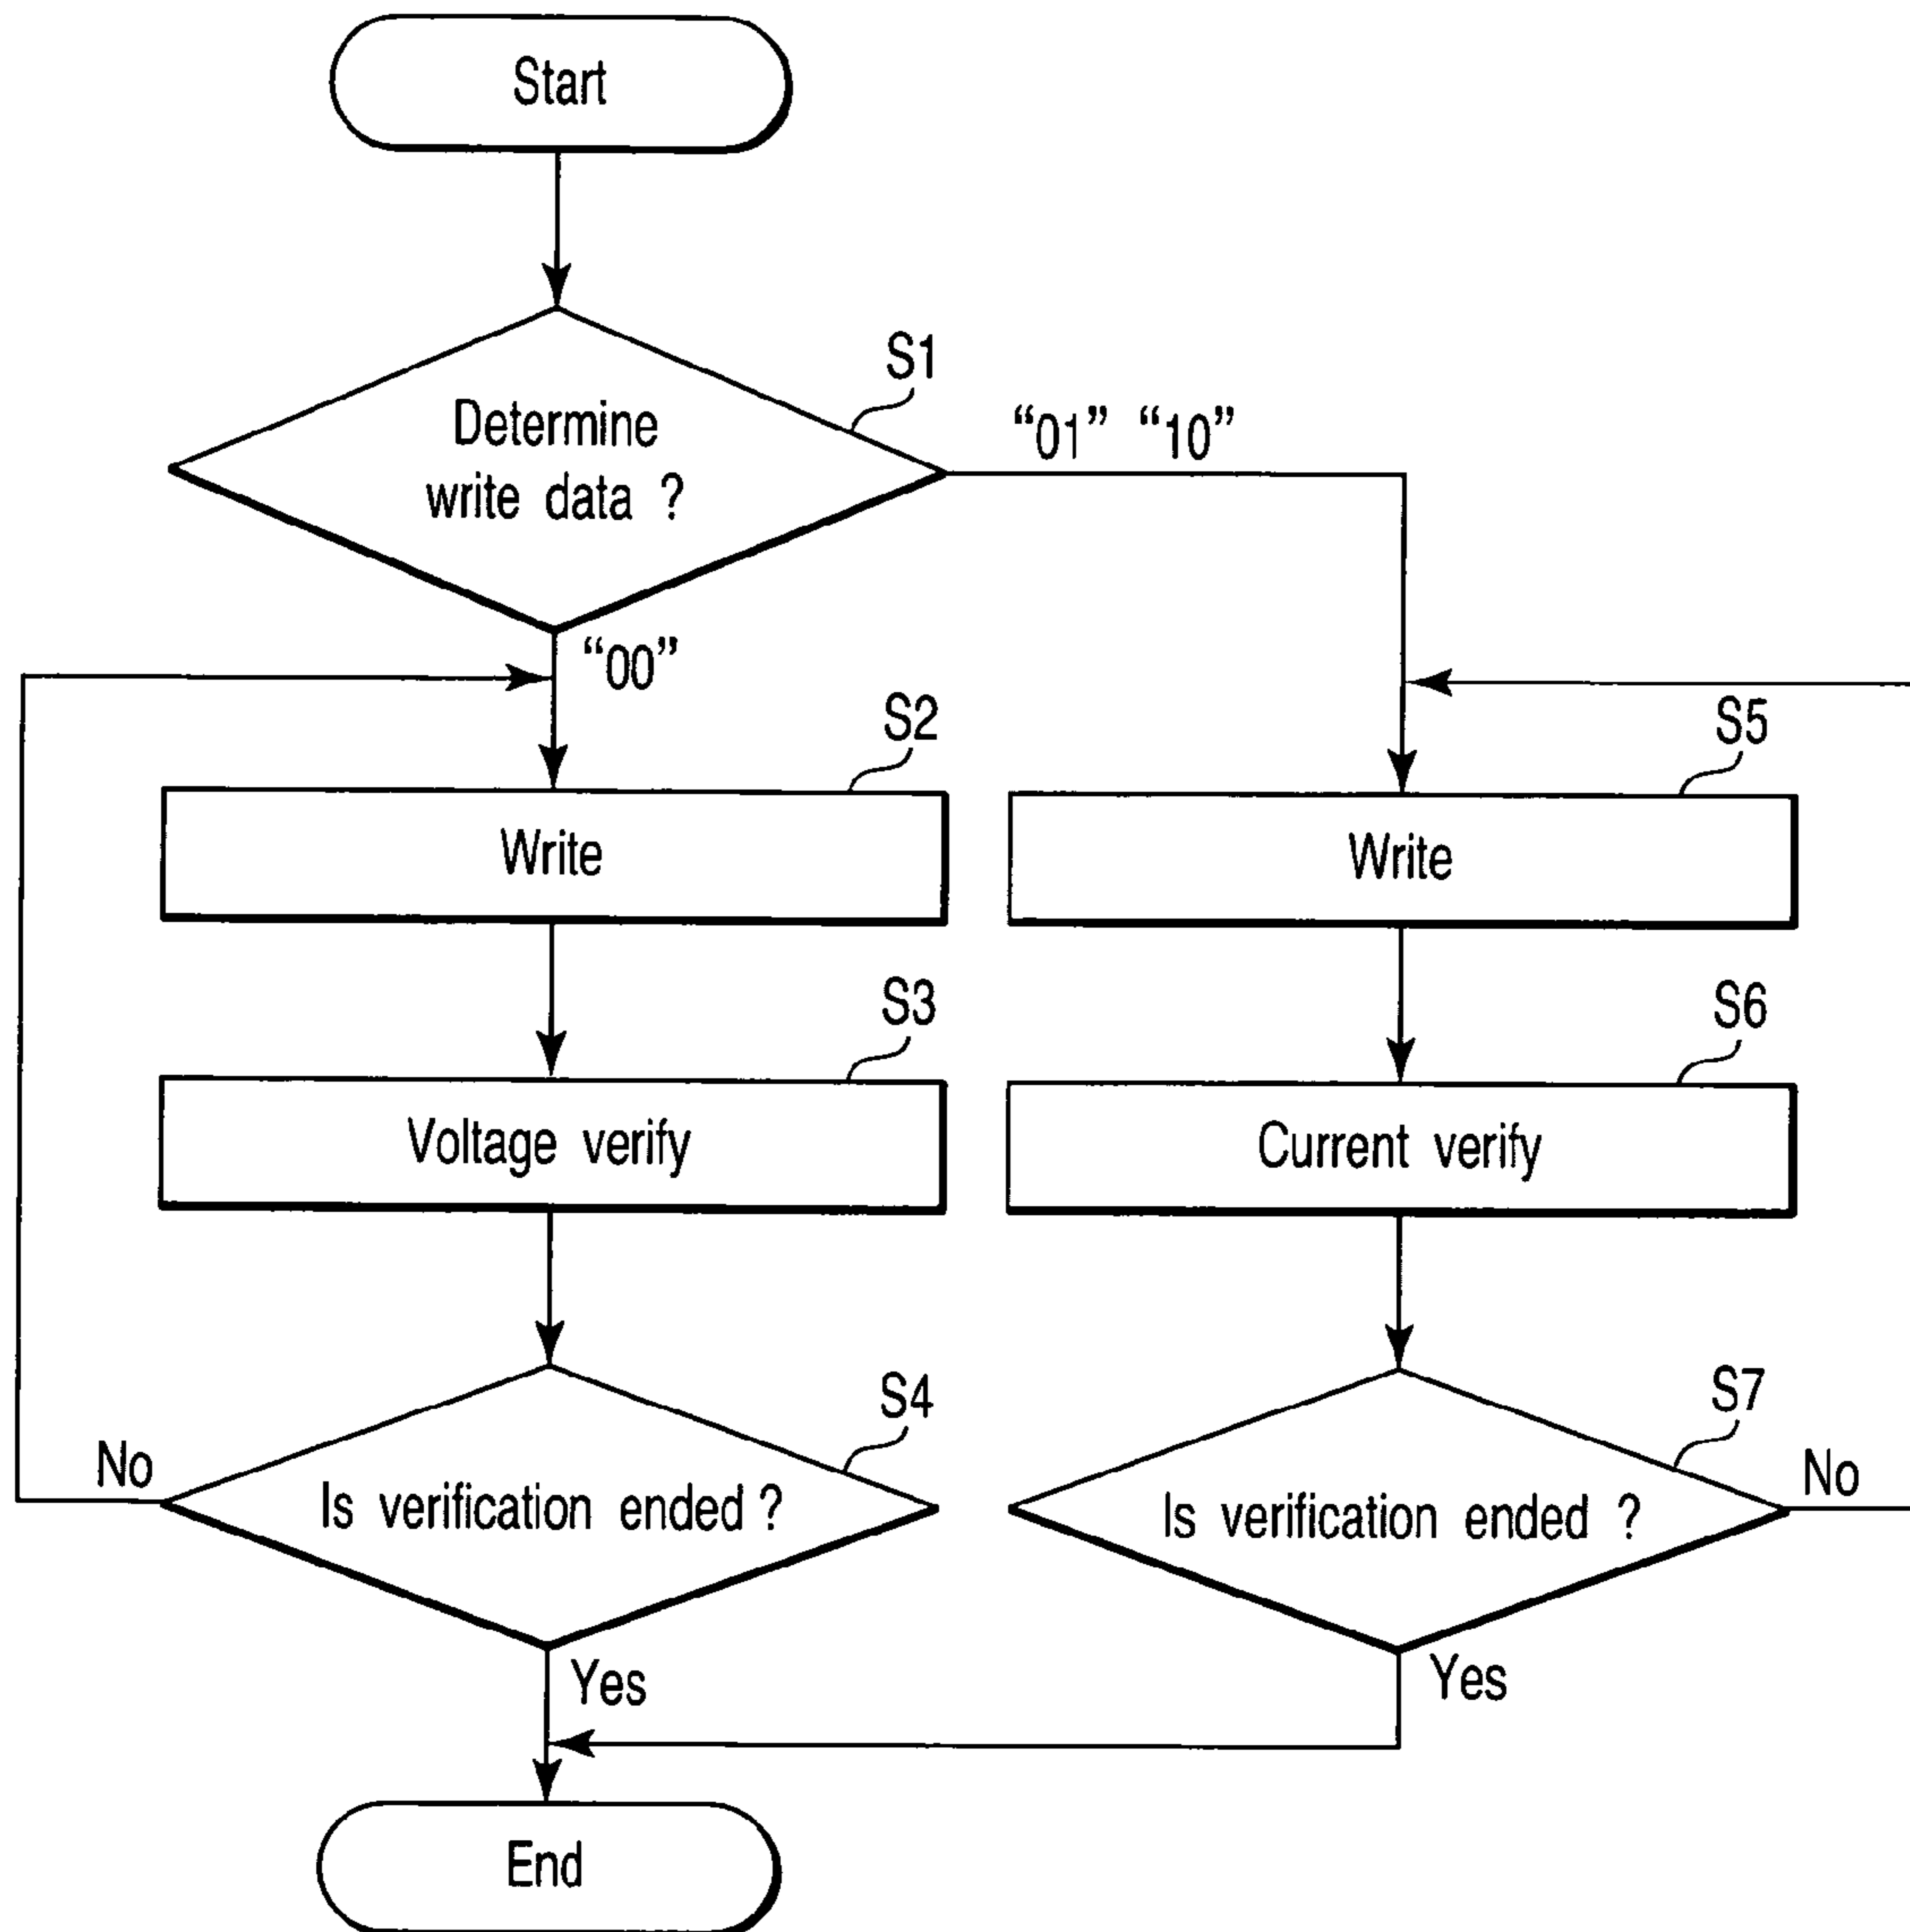 Start
S1
Determine
write data ?
“01” “10”
“00”
S2
Write
S5
Write
S3
Voltage verify
S6
Current verify
S4
No
Is verification ended ?
S7
Is verification ended ?
No
Yes
Yes
End